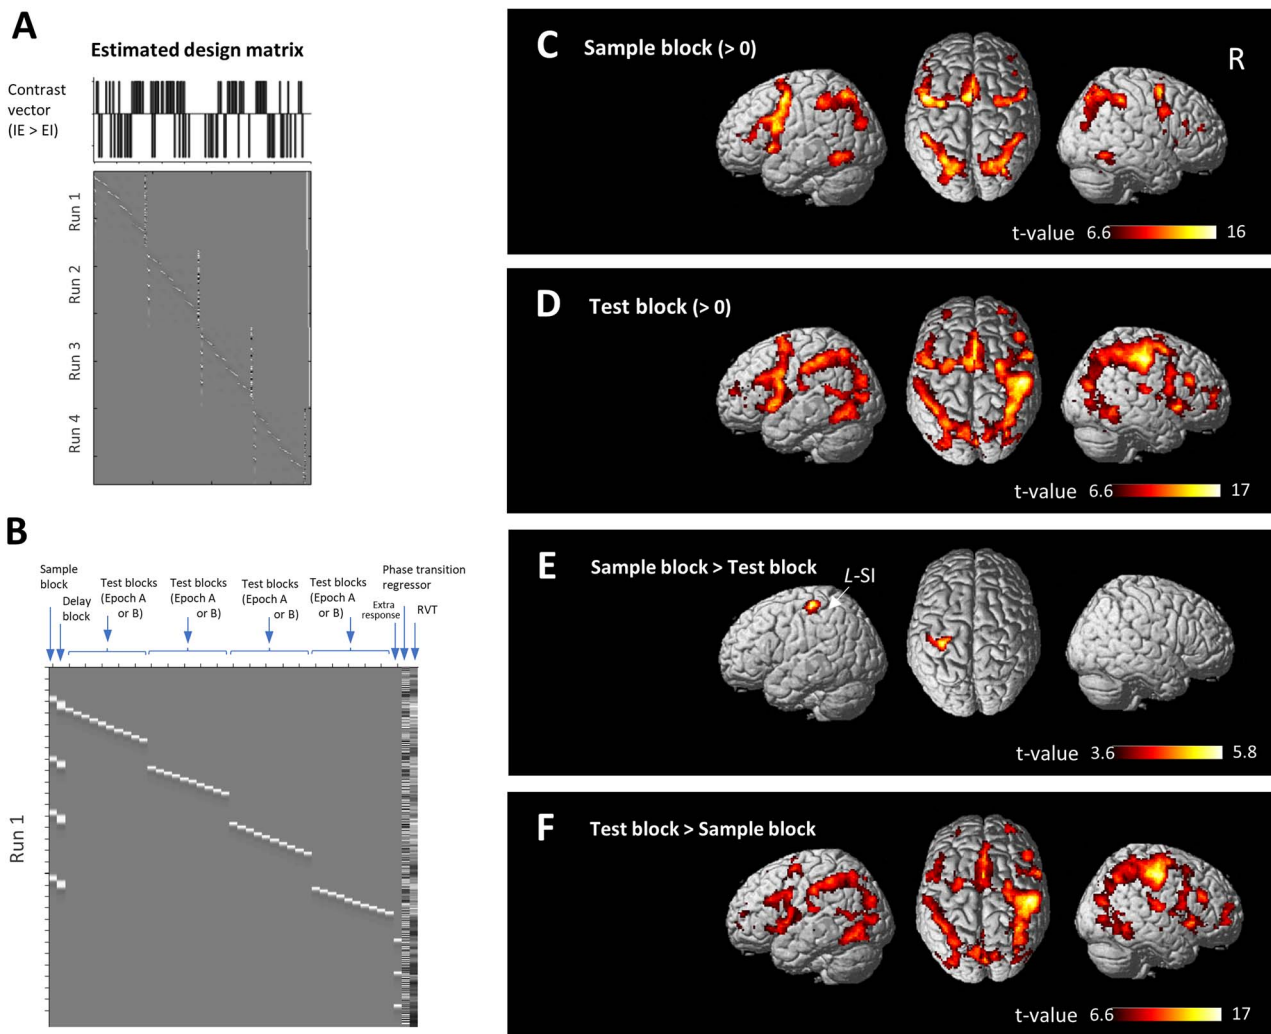 A
Estimated design matrix
Contrast
vector
(IE > EI)
Run 1
Run 2
Run 3
Run 4
B
Sample
block
Delay
block
Test blocks
(Epoch A
or B)
Test blocks
(Epoch A
or B)
Test blocks
(Epoch A
or B)
Test blocks
(Epoch A
or B)
Extra
response
Phase transition
regressor
RVT
Run 1
C Sample block (> 0)
R
t-value 6.6 16
D Test block (> 0)
t-value 6.6 17
E Sample block > Test block
L-SI
t-value 3.6 5.8
F Test block > Sample block
t-value 6.6 17